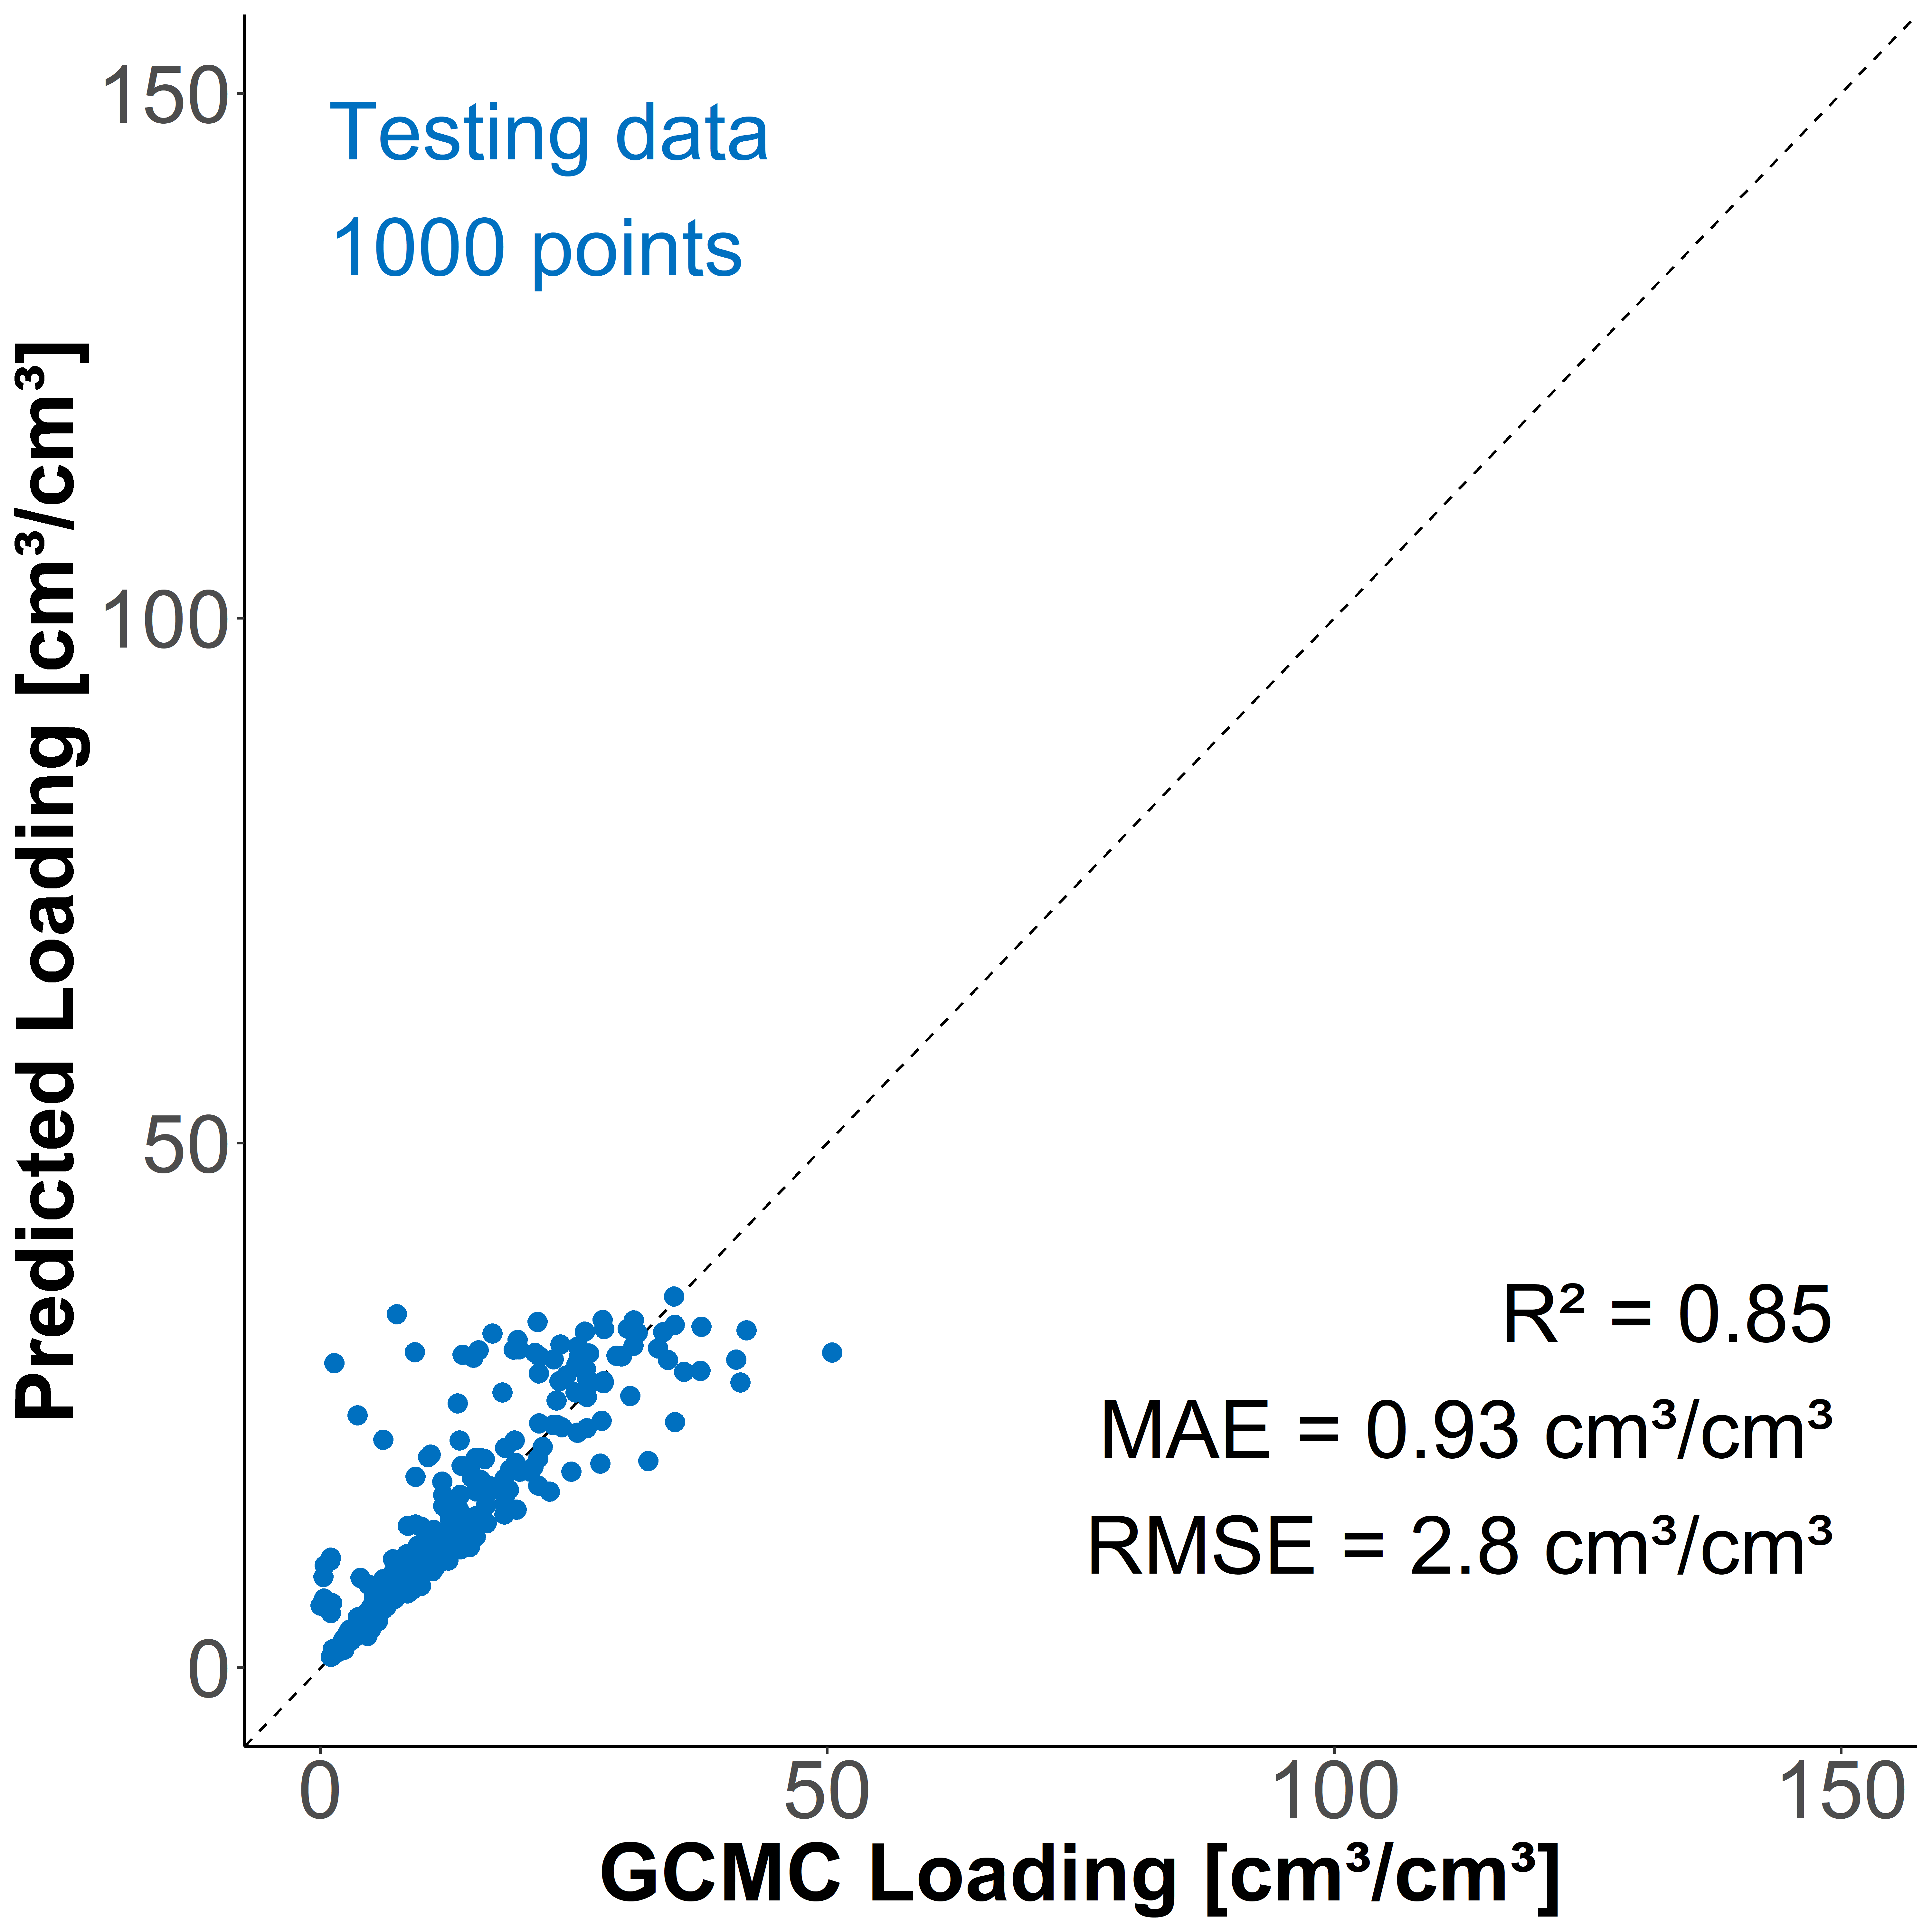 150
100
50
0
Predicted Loading [cm³/cm³]
Testing data
1000 points
R² = 0.85
MAE = 0.93 cm³/cm³
RMSE = 2.8 cm³/cm³
0 50 100 150
GCMC Loading [cm³/cm³]